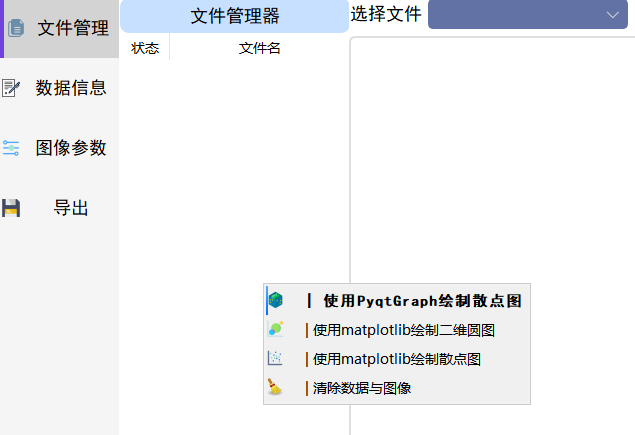 文件管理
数据信息
图像参数
导出
文件管理器
状态 文件名
选择文件
| 使用PyqtGraph绘制散点图
| 使用matplotlib绘制二维圆图
| 使用matplotlib绘制散点图
| 清除数据与图像